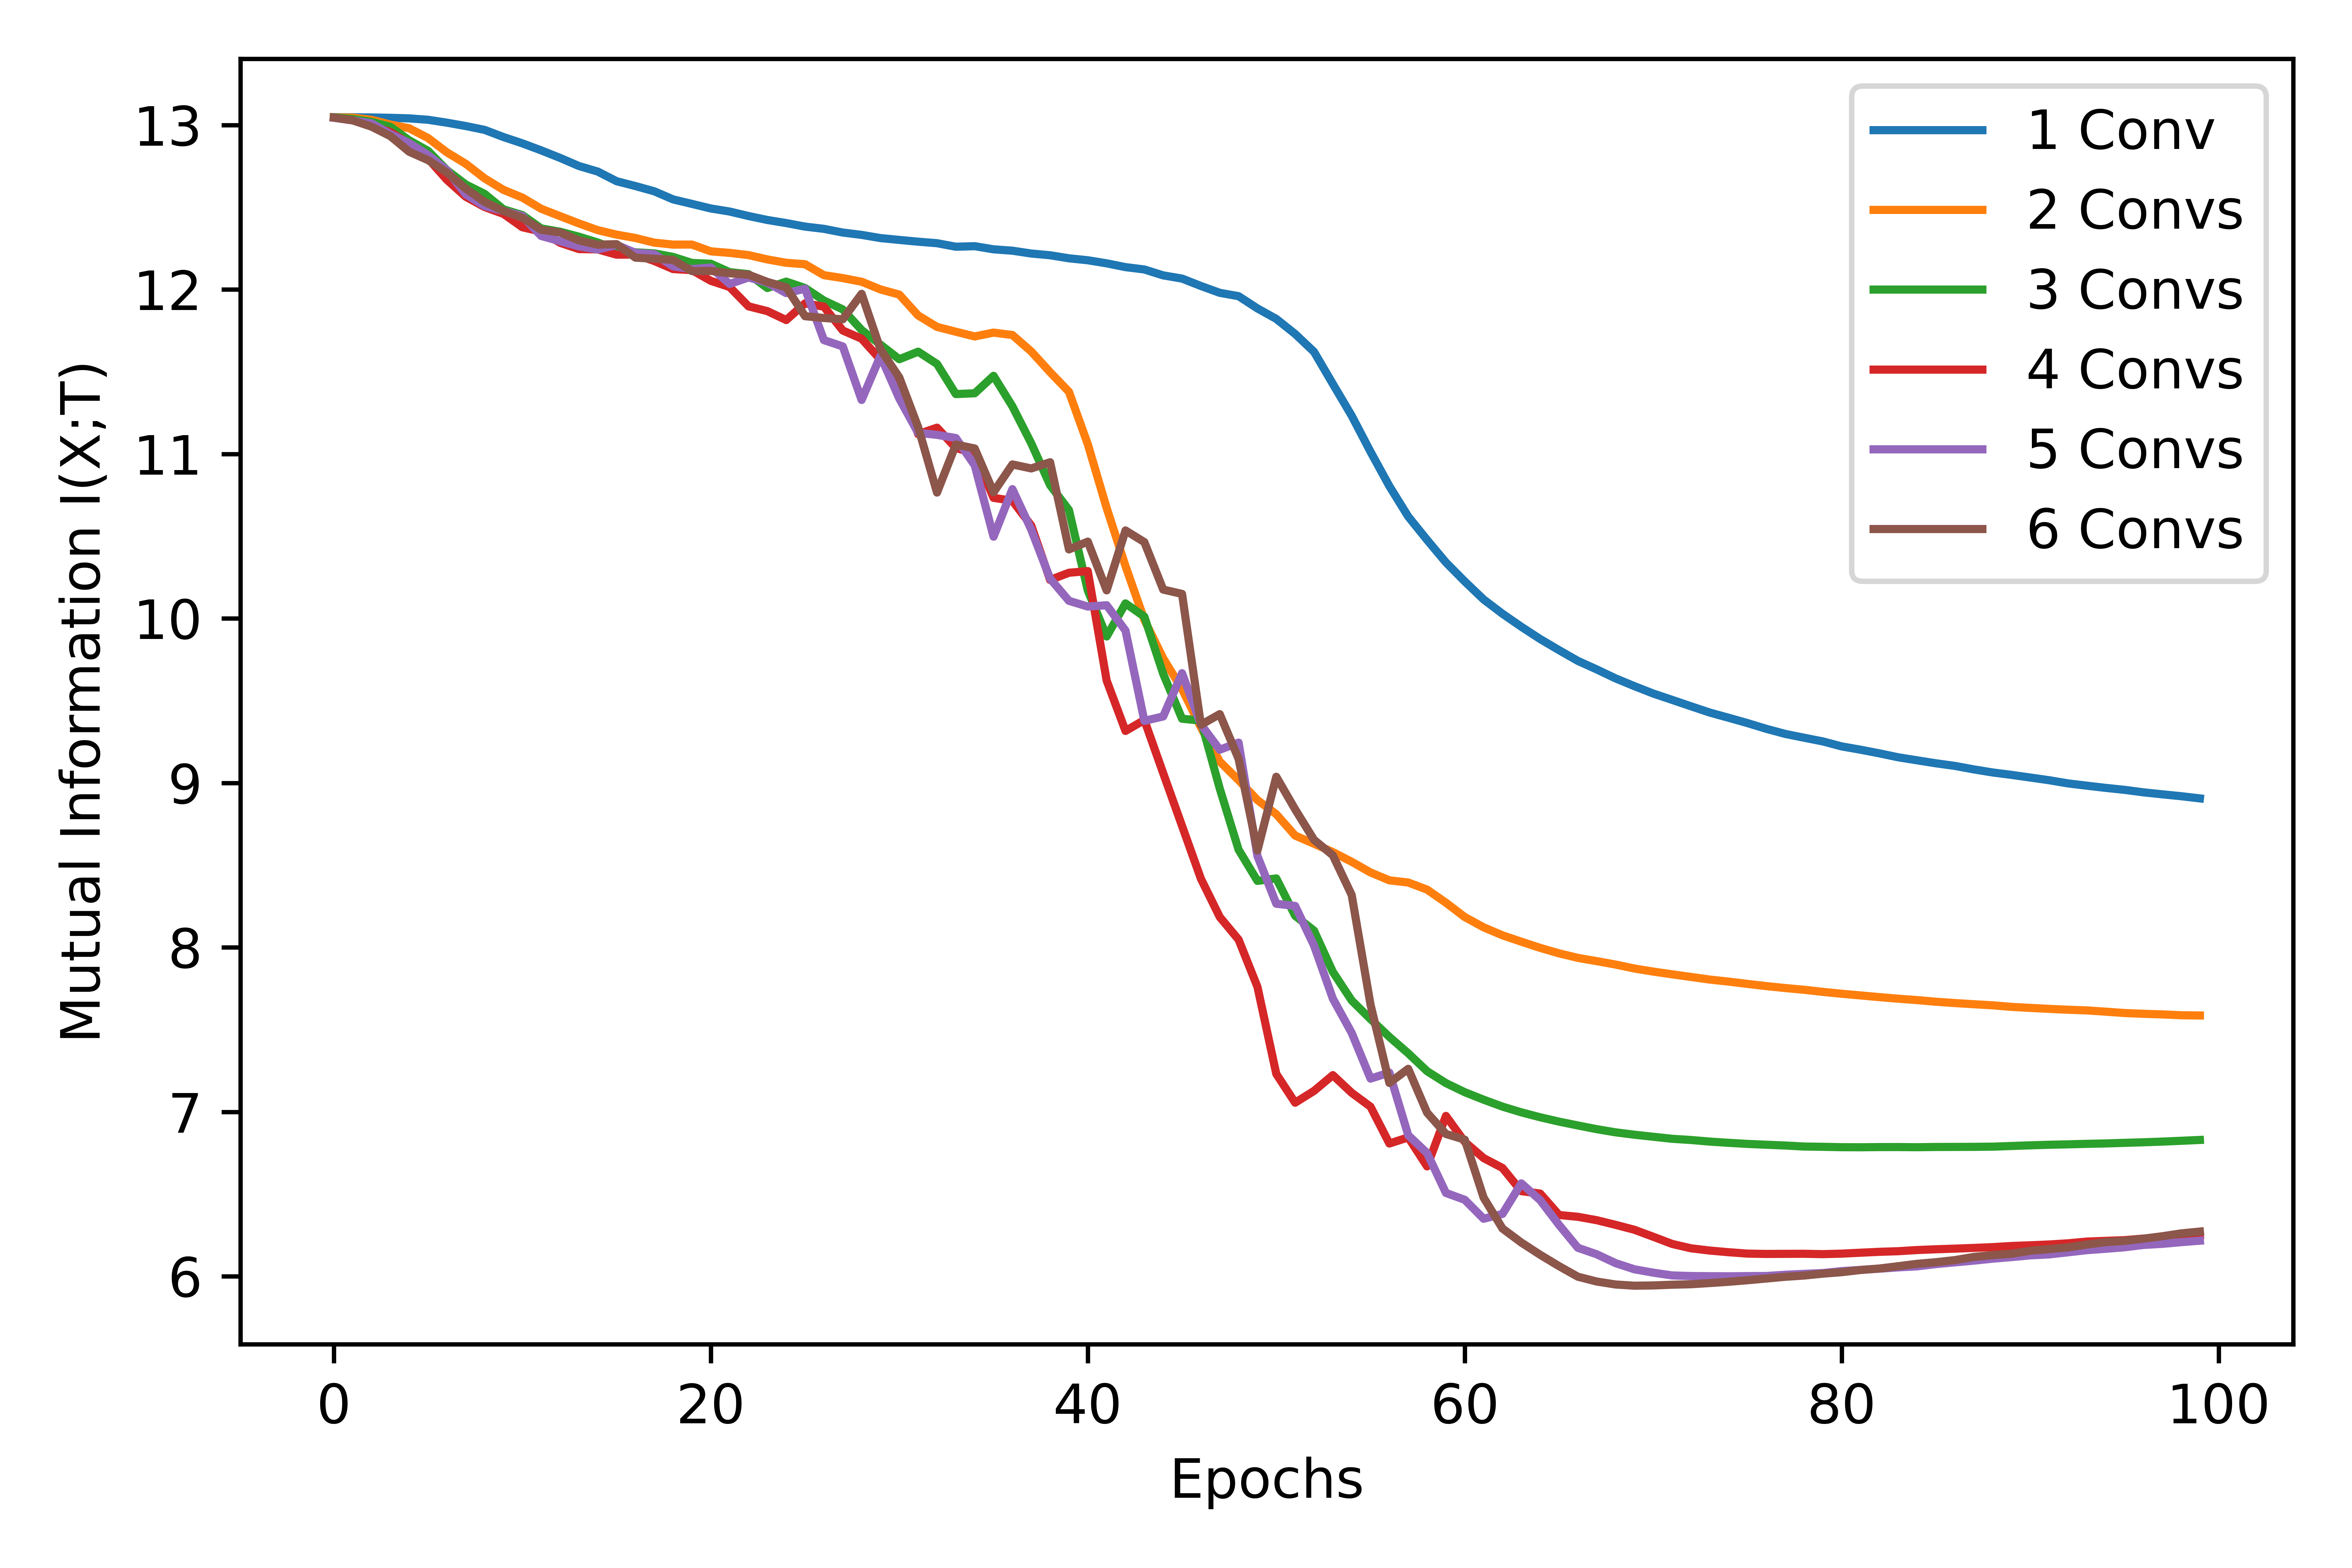 Mutual Information I(X;T)
13
12
11
10
9
8
7
6
0 20 40 60 80 100
Epochs
1 Conv
2 Convs
3 Convs
4 Convs
5 Convs
6 Convs